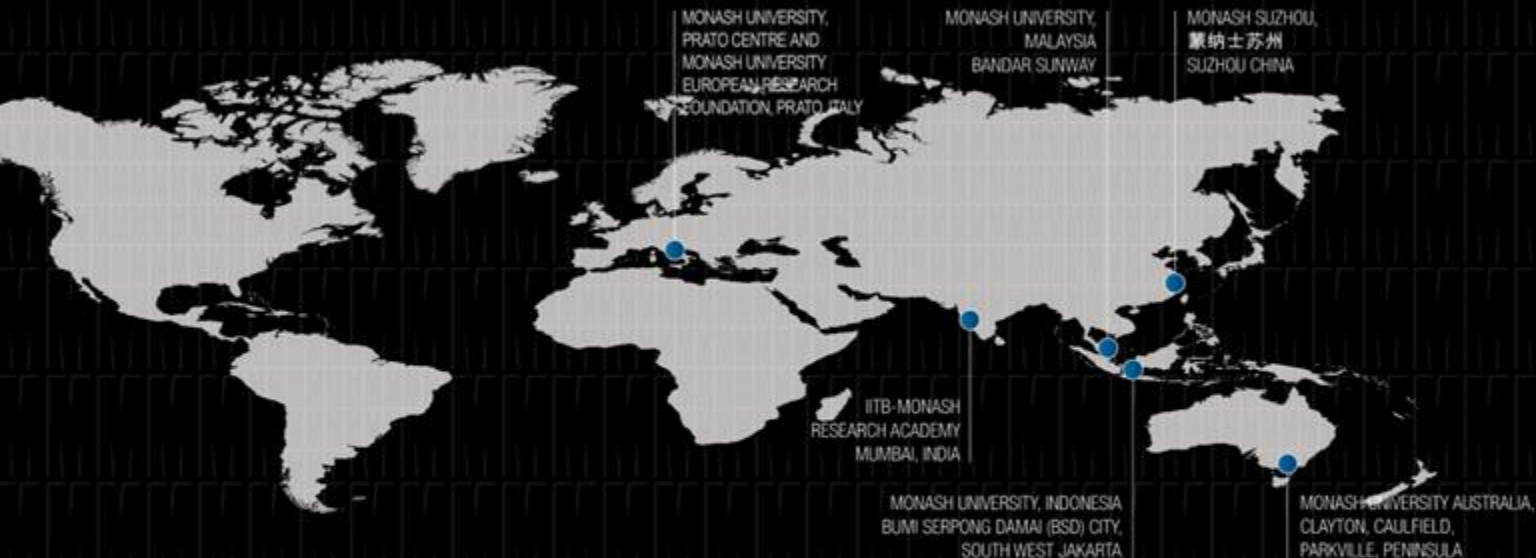 MONASH UNIVERSITY,
PRATO CENTRE AND
MONASH UNIVERSITY
EUROPEAN RESEARCH
FOUNDATION, PRATO ITALY
MONASH UNIVERSITY,
MALAYSIA
BANDAR SUNWAY
MONASH SUZHOU,
蒙纳士苏州
SUZHOU CHINA
IITB-MONASH
RESEARCH ACADEMY
MUMBAI, INDIA
MONASH UNIVERSITY, INDONESIA
BUMI SERPONG DAMAI (BSD) CITY,
SOUTH WEST JAKARTA
MONASH UNIVERSITY AUSTRALIA,
CLAYTON, CAULFIELD,
PARKVILLE, PENINSULA